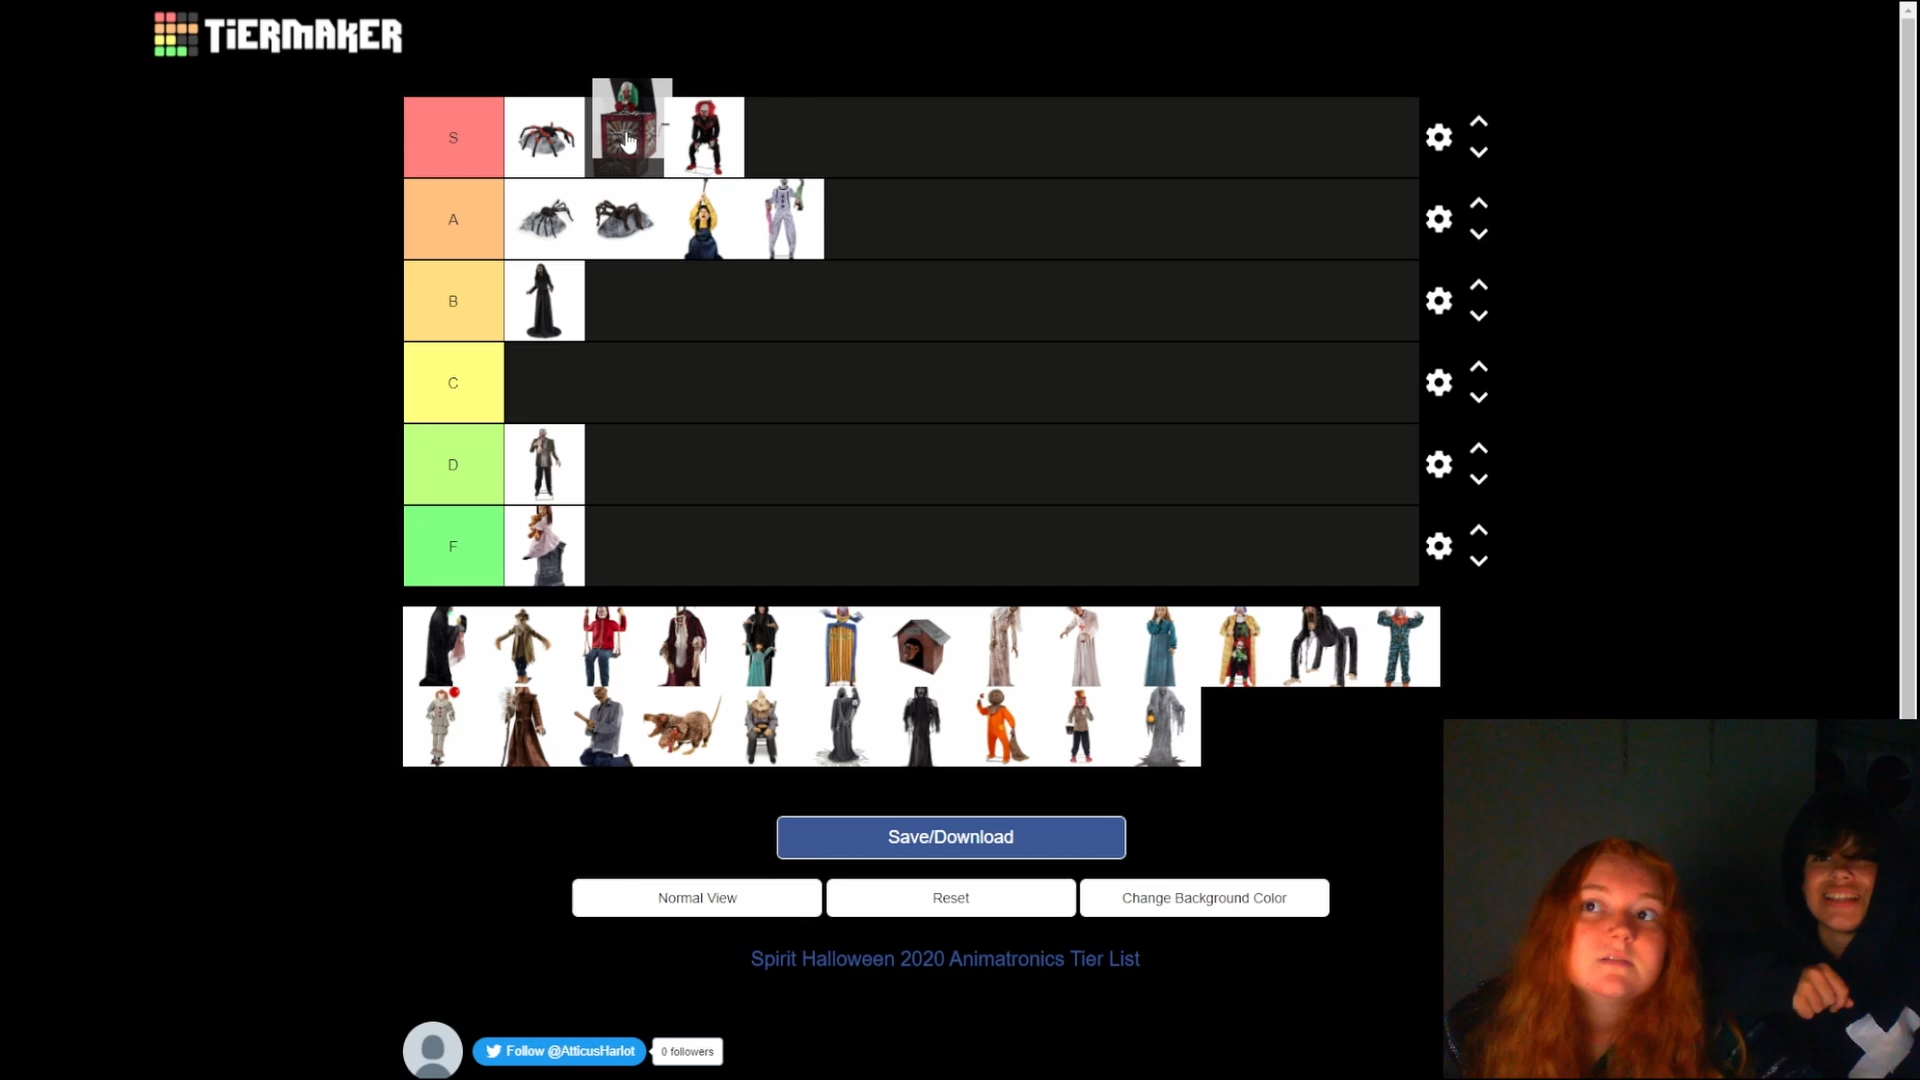 TIERMAKER
S
A
B
C
D
F
Save/Download
Normal View
Reset
Change Background Color
Spirit Halloween 2020 Animatronics Tier List
Follow @AtticusHarlot
0 followers